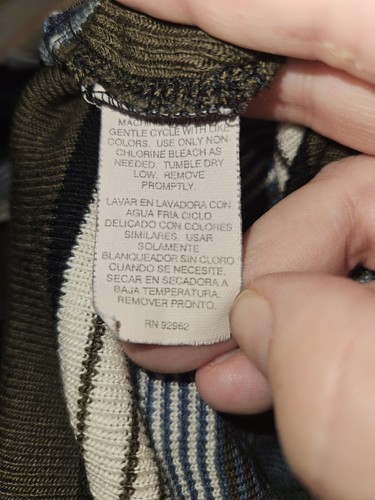 GENTLE CYCLE WITH LIKE
COLORS. USE ONLY NON-
CHLORINE BLEACH AS
NEEDED. TUMBLE DRY
LOW. REMOVE
PROMPTLY.
LAVAR EN LAVADORA CON
AGUA FRIA CICLO
DELICADO CON COLORES
SIMILARES. USAR
SOLAMENTE
BLANQUEADOR SIN CLORO
CUANDO SE NECESITE.
SECAR EN SECADORA A
BAJA TEMPERATURA.
REMOVER PRONTO.
RN 92962